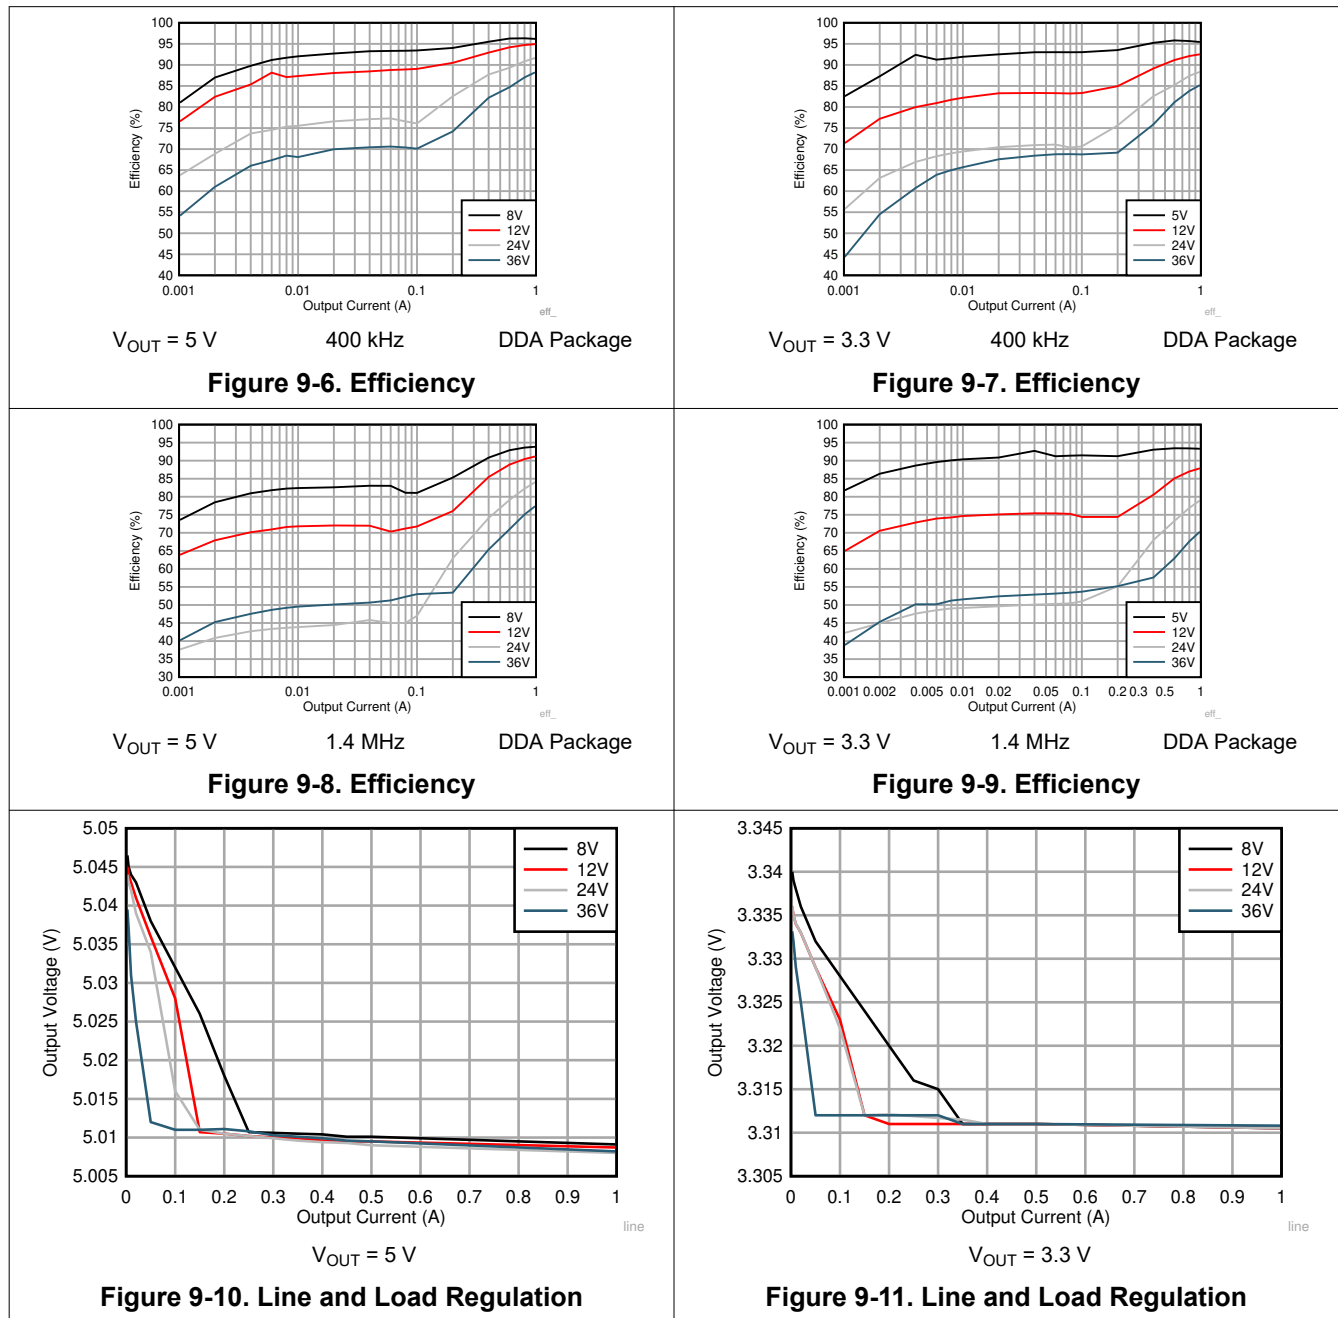 100
95
90
85
80
75
70
65
60
55
50
45
40
Efficiency (%)
8V
12V
24V
36V
0.001 0.01 0.1 1
Output Current (A)
eff_
V_OUT = 5 V 400 kHz DDA Package
Figure 9-6. Efficiency
100
95
90
85
80
75
70
65
60
55
50
45
40
Efficiency (%)
5V
12V
24V
36V
0.001 0.01 0.1 1
Output Current (A)
eff_
V_OUT = 3.3 V 400 kHz DDA Package
Figure 9-7. Efficiency
100
95
90
85
80
75
70
65
60
55
50
45
40
35
30
Efficiency (%)
8V
12V
24V
36V
0.001 0.01 0.1 1
Output Current (A)
eff_
V_OUT = 5 V 1.4 MHz DDA Package
Figure 9-8. Efficiency
100
95
90
85
80
75
70
65
60
55
50
45
40
35
30
Efficiency (%)
5V
12V
24V
36V
0.001 0.002 0.005 0.01 0.02 0.05 0.1 0.2 0.3 0.5 1
Output Current (A)
eff_
V_OUT = 3.3 V 1.4 MHz DDA Package
Figure 9-9. Efficiency
5.05
5.045
5.04
5.035
5.03
5.025
5.02
5.015
5.01
5.005
Output Voltage (V)
8V
12V
24V
36V
0 0.1 0.2 0.3 0.4 0.5 0.6 0.7 0.8 0.9 1
Output Current (A)
line
V_OUT = 5 V
Figure 9-10. Line and Load Regulation
3.345
3.34
3.335
3.33
3.325
3.32
3.315
3.31
3.305
Output Voltage (V)
8V
12V
24V
36V
0 0.1 0.2 0.3 0.4 0.5 0.6 0.7 0.8 0.9 1
Output Current (A)
line
V_OUT = 3.3 V
Figure 9-11. Line and Load Regulation